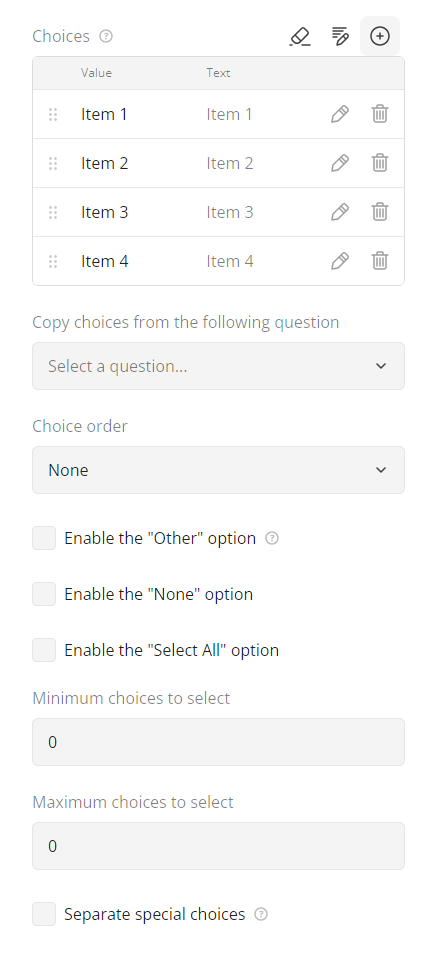 Choices
Value Text
Item 1 Item 1
Item 2 Item 2
Item 3 Item 3
Item 4 Item 4
Copy choices from the following question
Select a question...
Choice order
None
Enable the "Other" option
Enable the "None" option
Enable the "Select All" option
Minimum choices to select
0
Maximum choices to select
0
Separate special choices